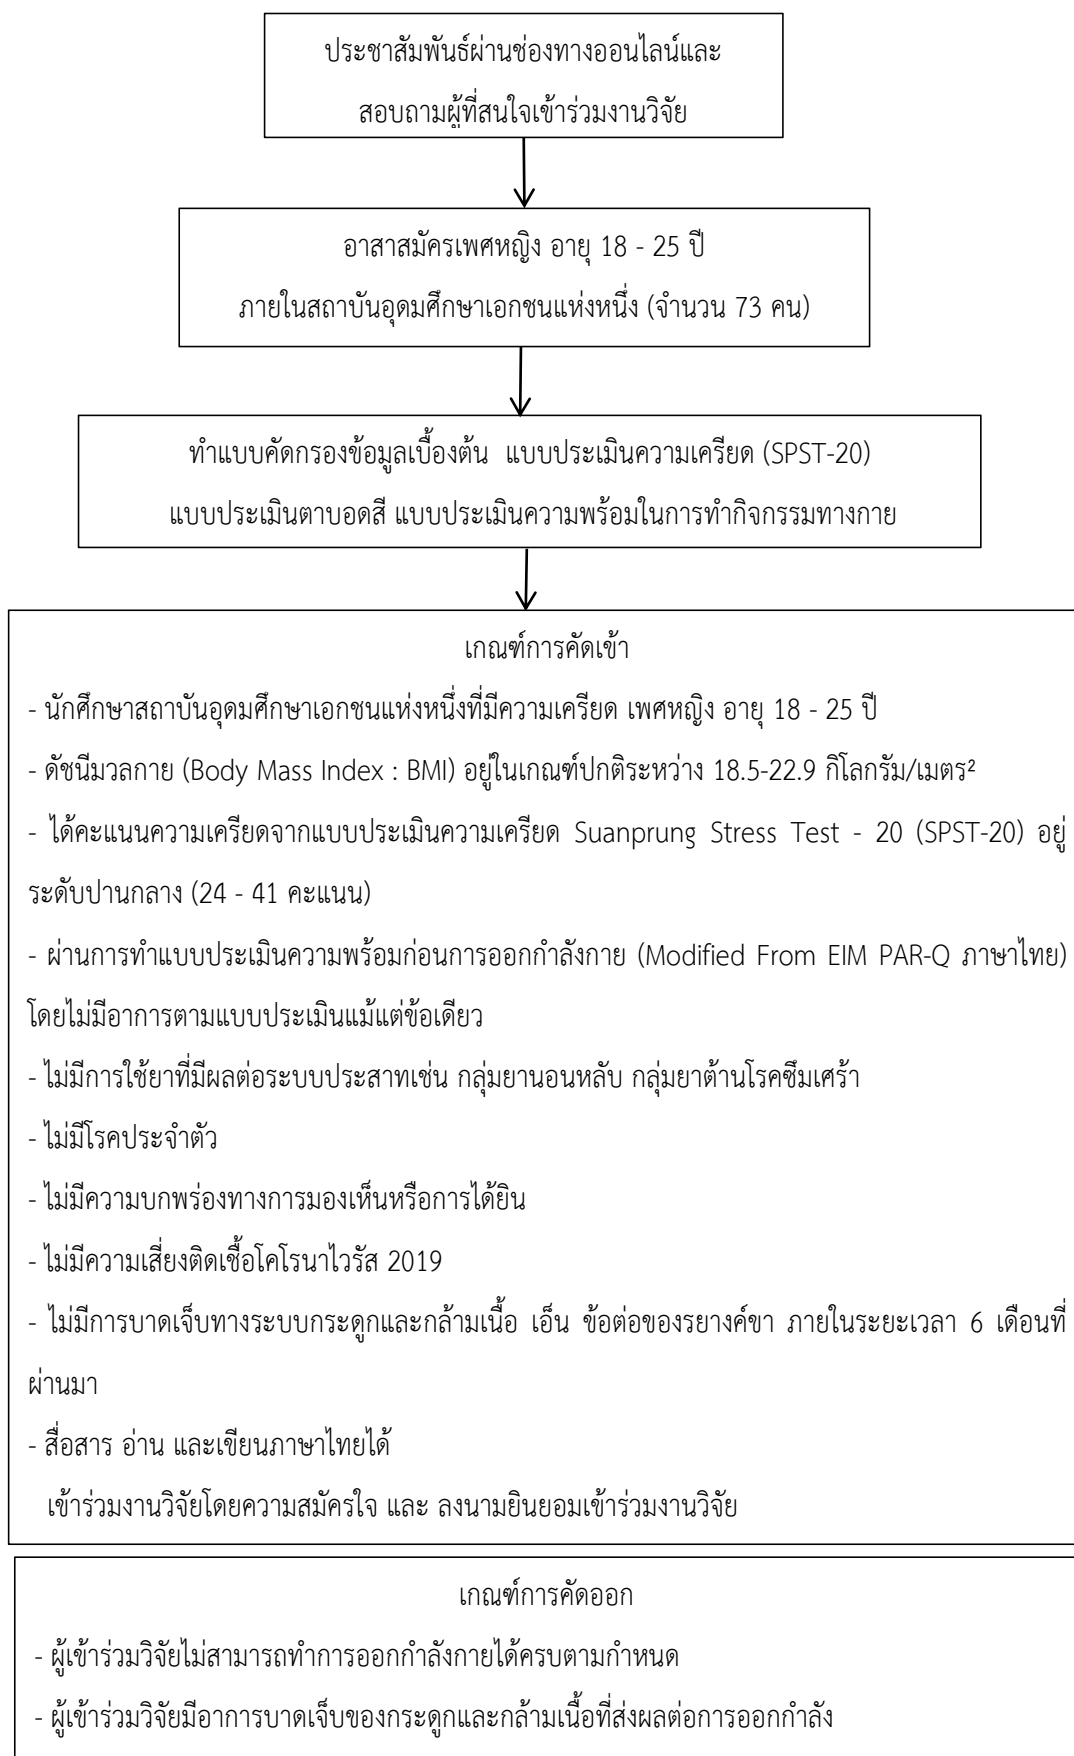 ประชาสัมพันธ์ผ่านช่องทางออนไลน์และ
สอบถามผู้ที่สนใจเข้าร่วมงานวิจัย
อาสาสมัครเพศหญิง อายุ 18 - 25 ปี
ภายในสถาบันอุดมศึกษาเอกชนแห่งหนึ่ง (จำนวน 73 คน)
ทำแบบคัดกรองข้อมูลเบื้องต้น แบบประเมินความเครียด (SPST-20)
แบบประเมินตาบอดสี แบบประเมินความพร้อมในการทำกิจกรรมทางกาย
เกณฑ์การคัดเข้า
- นักศึกษาสถาบันอุดมศึกษาเอกชนแห่งหนึ่งที่มีความเครียด เพศหญิง อายุ 18 - 25 ปี
- ดัชนีมวลกาย (Body Mass Index : BMI) อยู่ในเกณฑ์ปกติระหว่าง 18.5-22.9 กิโลกรัม/เมตร²
- ได้คะแนนความเครียดจากแบบประเมินความเครียด Suanprung Stress Test - 20 (SPST-20) อยู่
ระดับปานกลาง (24 - 41 คะแนน)
- ผ่านการทำแบบประเมินความพร้อมก่อนการออกกำลังกาย (Modified From EIM PAR-Q ภาษาไทย)
โดยไม่มีอาการตามแบบประเมินแม้แต่ข้อเดียว
- ไม่มีการใช้ยาที่มีผลต่อระบบประสาทเช่น กลุ่มยานอนหลับ กลุ่มยาต้านโรคซึมเศร้า
- ไม่มีโรคประจำตัว
- ไม่มีความบกพร่องทางการมองเห็นหรือการได้ยิน
- ไม่มีความเสี่ยงติดเชื้อโคโรนาไวรัส 2019
- ไม่มีการบาดเจ็บทางระบบกระดูกและกล้ามเนื้อ เอ็น ข้อต่อของรยางค์ขา ภายในระยะเวลา 6 เดือนที่
ผ่านมา
- สื่อสาร อ่าน และเขียนภาษาไทยได้
เข้าร่วมงานวิจัยโดยความสมัครใจ และ ลงนามยินยอมเข้าร่วมงานวิจัย
เกณฑ์การคัดออก
- ผู้เข้าร่วมวิจัยไม่สามารถทำการออกกำลังกายได้ครบตามกำหนด
- ผู้เข้าร่วมวิจัยมีอาการบาดเจ็บของกระดูกและกล้ามเนื้อที่ส่งผลต่อการออกกำลัง